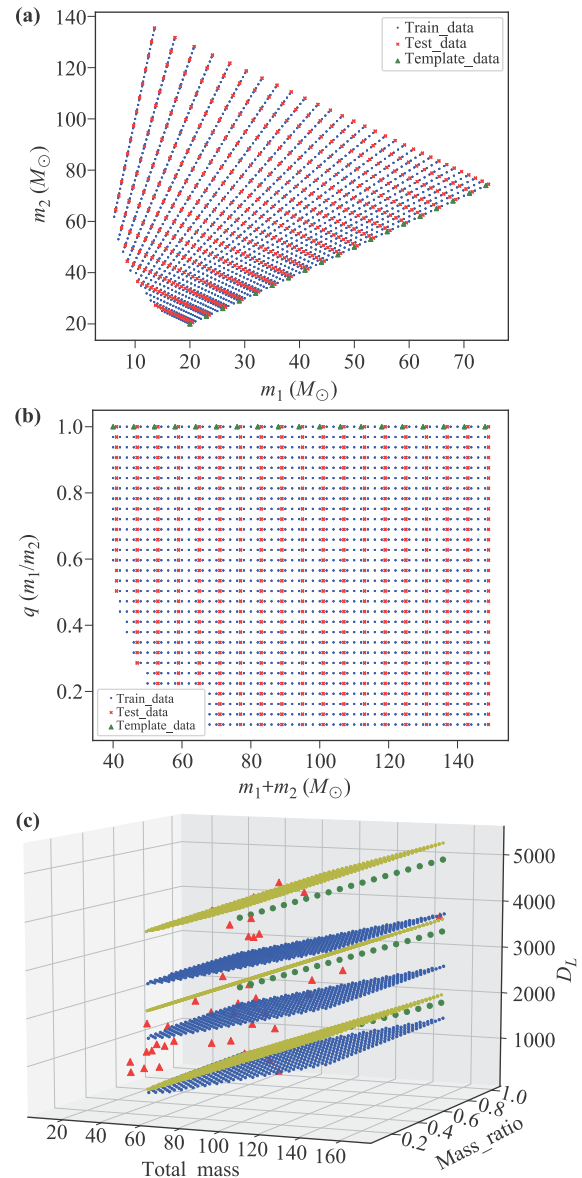 (a)
140
120
100
80
60
40
20
m₂ (M⊙)
Train_data
Test_data
Template_data
10 20 30 40 50 60 70
m₁ (M⊙)
(b)
1.0
0.8
0.6
0.4
0.2
q (m₁/m₂)
Train_data
Test_data
Template_data
40 60 80 100 120 140
m₁+m₂ (M⊙)
(c)
5000
4000
3000
2000
1000
D_L
1.0
0.8
0.6
0.4
0.2
Mass_ratio
20 40 60 80 100 120 140 160
Total mass